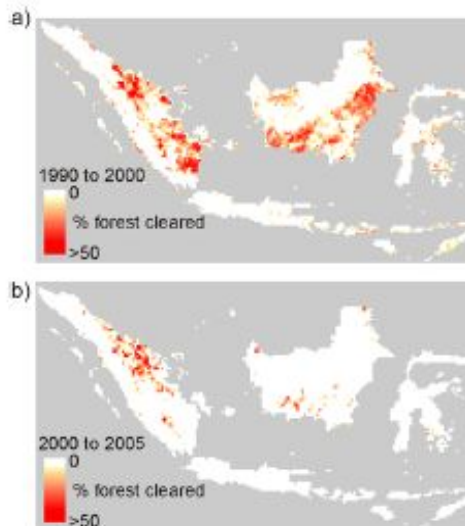 a)
1990 to 2000
0
% forest cleared
>50
b)
2000 to 2005
0
% forest cleared
>50